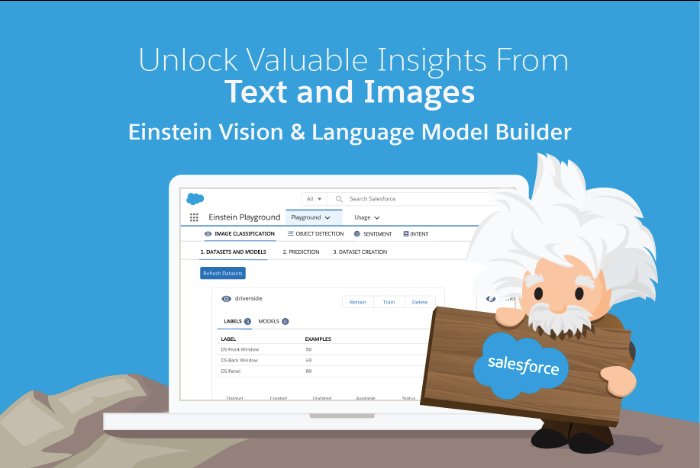 Unlock Valuable Insights From
Text and Images
Einstein Vision & Language Model Builder
All Search Salesforce
Einstein Playground Playground Usage
IMAGE CLASSIFICATION OBJECT DETECTION SENTIMENT INTENT
1. DATASETS AND MODELS 2. PREDICTION 3. DATASET CREATION
Refresh Datasets
driverside Retrain Train Delete
LABELS 3 MODELS 0
LABEL EXAMPLES
DS Front Window 50
DS Back Window 49
DS Panel 89
Dataset Created Updated Available Status
salesforce